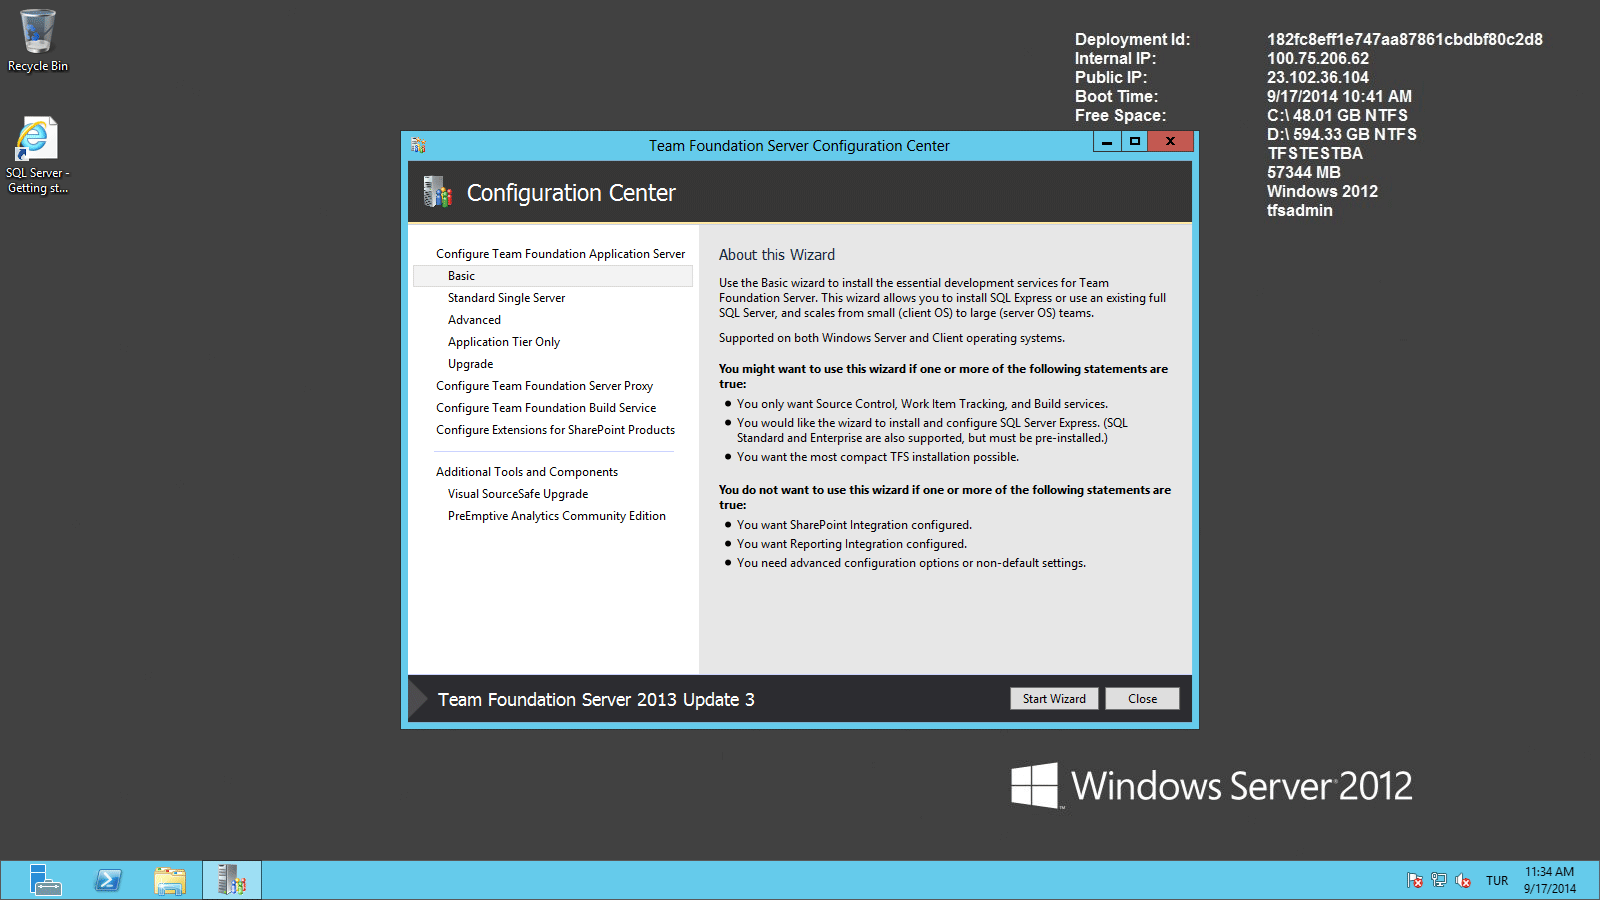 Recycle Bin
SQL Server -
Getting st...
Deployment Id: 182fc8eff1e747aa87861cbdbf80c2d8
Internal IP: 100.75.206.62
Public IP: 23.102.36.104
Boot Time: 9/17/2014 10:41 AM
Free Space: C:\ 48.01 GB NTFS
D:\ 594.33 GB NTFS
TFSTESTBA
57344 MB
Windows 2012
tfsadmin
Team Foundation Server Configuration Center
Configuration Center
Configure Team Foundation Application Server
Basic
Standard Single Server
Advanced
Application Tier Only
Upgrade
Configure Team Foundation Server Proxy
Configure Team Foundation Build Service
Configure Extensions for SharePoint Products
Additional Tools and Components
Visual SourceSafe Upgrade
PreEmptive Analytics Community Edition
About this Wizard
Use the Basic wizard to install the essential development services for Team
Foundation Server. This wizard allows you to install SQL Express or use an existing full
SQL Server, and scales from small (client OS) to large (server OS) teams.
Supported on both Windows Server and Client operating systems.
You might want to use this wizard if one or more of the following statements are
true:
• You only want Source Control, Work Item Tracking, and Build services.
• You would like the wizard to install and configure SQL Server Express. (SQL
Standard and Enterprise are also supported, but must be pre-installed.)
• You want the most compact TFS installation possible.
You do not want to use this wizard if one or more of the following statements are
true:
• You want SharePoint Integration configured.
• You want Reporting Integration configured.
• You need advanced configuration options or non-default settings.
Team Foundation Server 2013 Update 3
Start Wizard
Close
Windows Server 2012
TUR
11:34 AM
9/17/2014